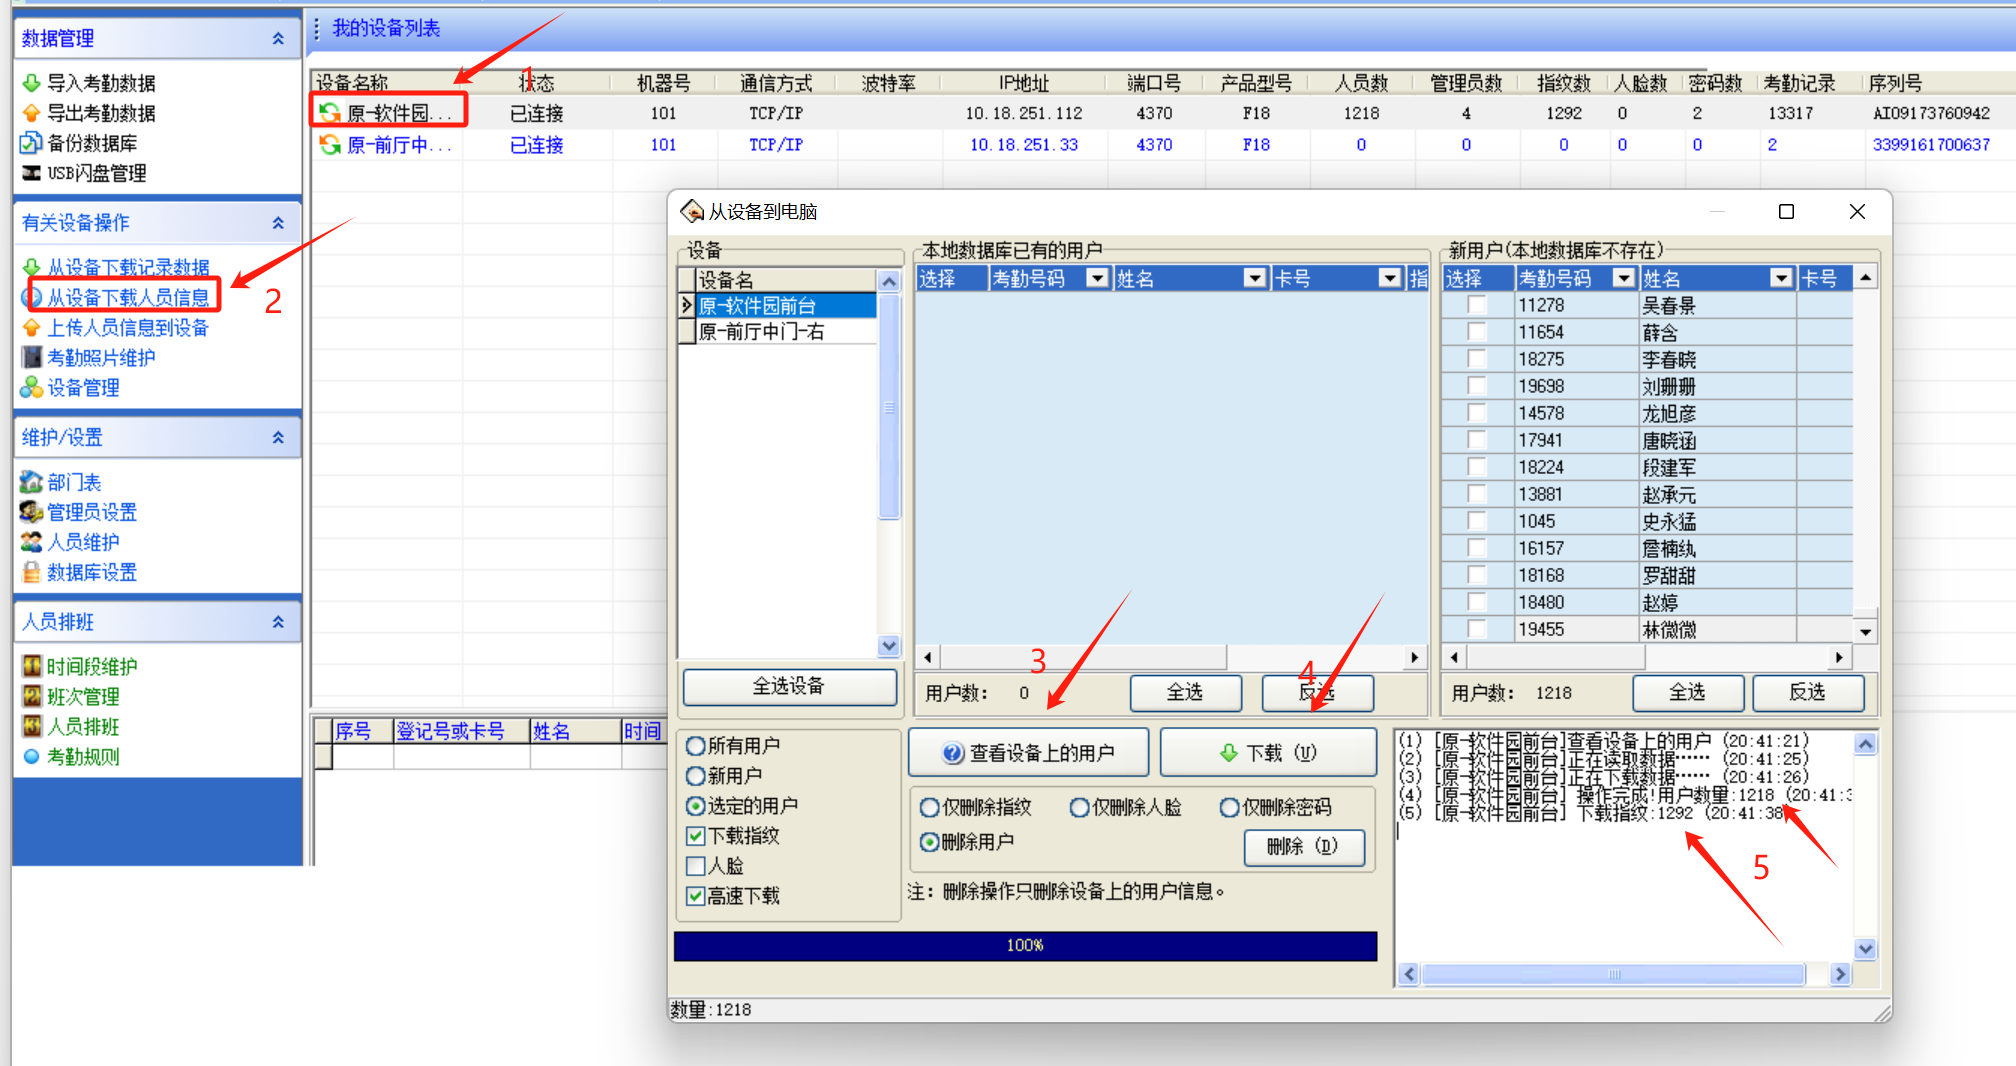 数据管理
导入考勤数据
导出考勤数据
备份数据库
USB闪盘管理
有关设备操作
从设备下载记录数据
从设备下载人员信息
上传人员信息到设备
考勤照片维护
设备管理
维护/设置
部门表
管理员设置
人员维护
数据库设置
人员排班
时间段维护
班次管理
人员排班
考勤规则
我的设备列表
设备名称 状态 机器号 通信方式 波特率 IP地址 端口号 产品型号 人员数 管理员数 指纹数 人脸数 密码数 考勤记录 序列号
原-软件园... 已连接 101 TCP/IP 10.18.251.112 4370 F18 1218 4 1292 0 2 13317 AI09173760942
原-前厅中... 已连接 101 TCP/IP 10.18.251.33 4370 F18 0 0 0 0 0 2 3399161700637
1
2
序号 登记号或卡号 姓名 时间
从设备到电脑
设备
设备名
原-软件园前台
原-前厅中门-右
全选设备
本地数据库已有的用户
选择 考勤号码 姓名 卡号 指
用户数： 0 全选 反选
3
4
新用户(本地数据库不存在)
选择 考勤号码 姓名 卡号
11278 吴春景
11654 薛含
18275 李春晓
19698 刘珊珊
14578 龙旭彦
17941 唐晓涵
18224 段建军
13881 赵承元
1045 史永猛
16157 詹楠纨
18168 罗甜甜
18480 赵婷
19455 林微微
用户数： 1218 全选 反选
所有用户
新用户
选定的用户
下载指纹
人脸
高速下载
查看设备上的用户
下载 (U)
仅删除指纹 仅删除人脸 仅删除密码
删除用户
删除 (D)
注：删除操作只删除设备上的用户信息。
(1) [原-软件园前台]查看设备上的用户 (20:41:21)
(2) [原-软件园前台]正在读取数据…… (20:41:25)
(3) [原-软件园前台]正在下载数据…… (20:41:26)
(4) [原-软件园前台] 操作完成!用户数量:1218 (20:41:3
(5) [原-软件园前台] 下载指纹:1292 (20:41:38
5
100%
数量:1218